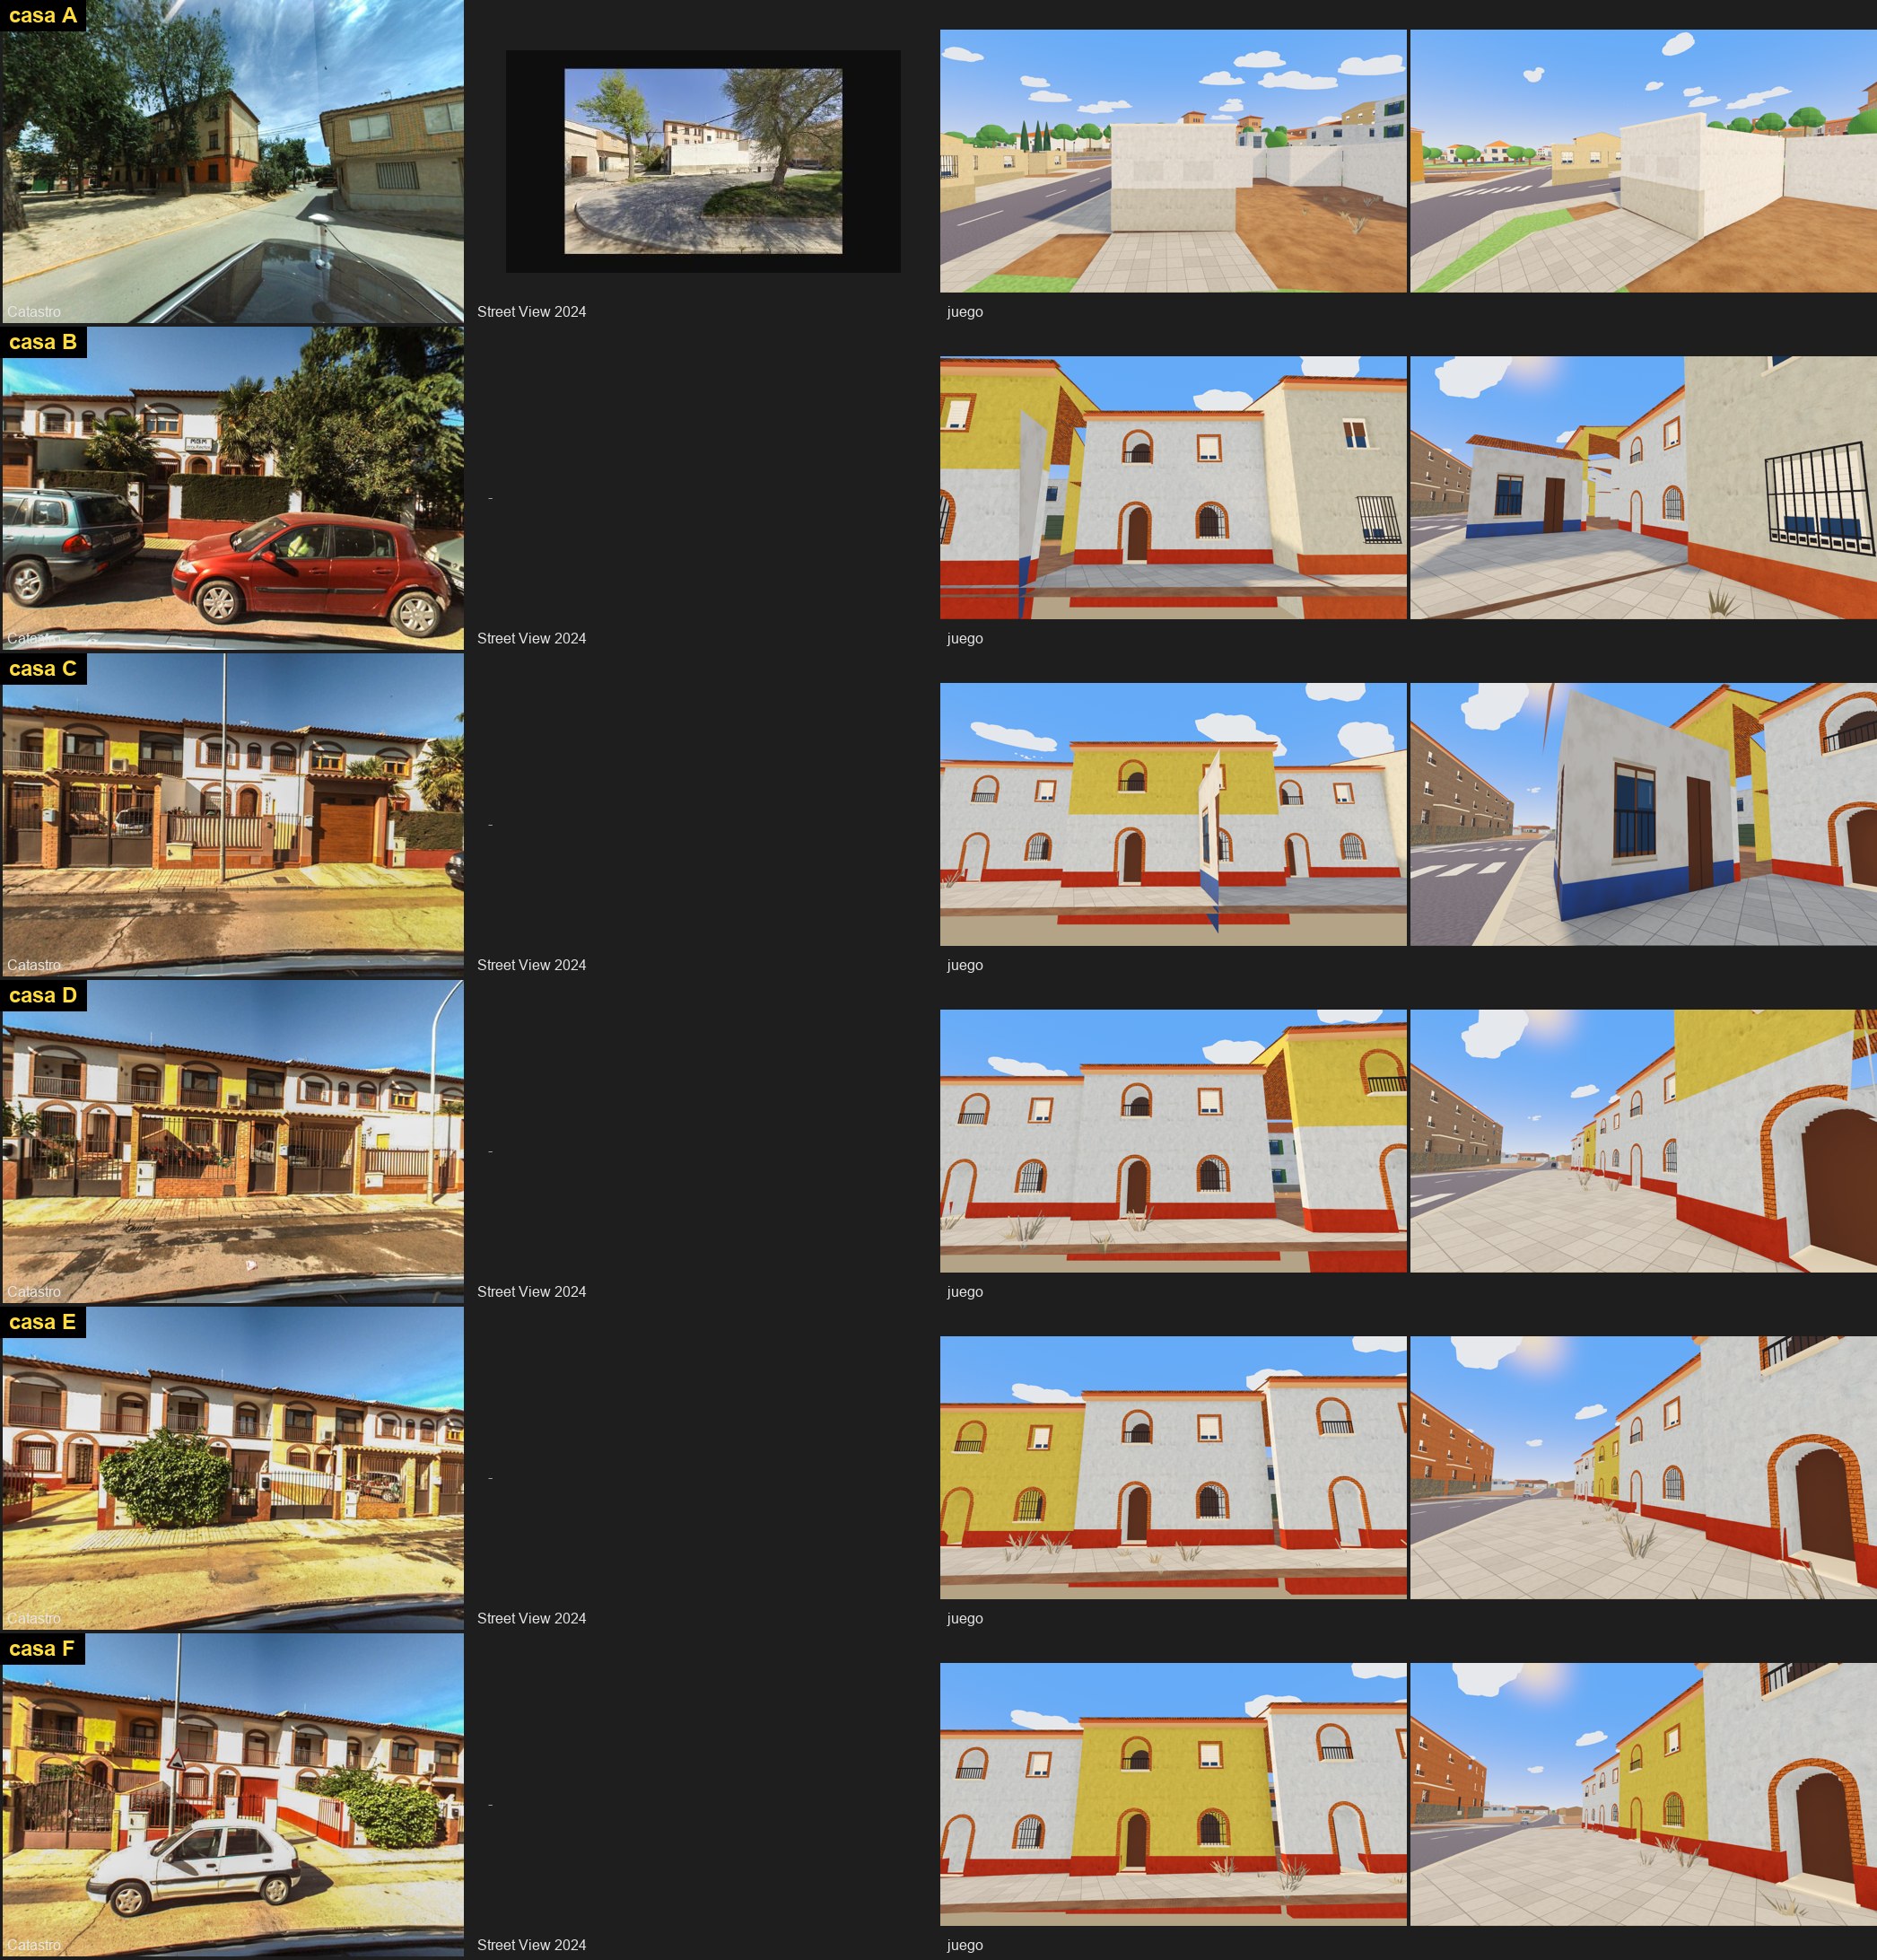 casa A
Catastro
Street View 2024
juego
casa B
MGM
Catastro
-
Street View 2024
juego
casa C
Catastro
-
Street View 2024
juego
casa D
Catastro
-
Street View 2024
juego
casa E
Catastro
-
Street View 2024
juego
casa F
Catastro
-
Street View 2024
juego